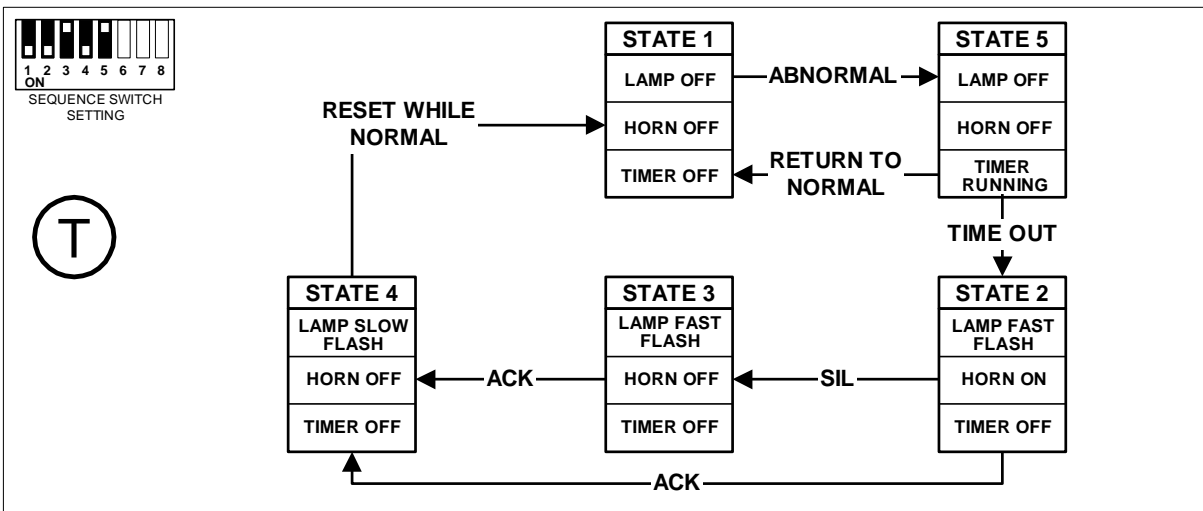 1 2 3 4 5 6 7 8
ON
SEQUENCE SWITCH
SETTING
T
STATE 1
LAMP OFF
HORN OFF
TIMER OFF
ABNORMAL
STATE 5
LAMP OFF
HORN OFF
TIMER
RUNNING
RETURN TO
NORMAL
RESET WHILE
NORMAL
TIME OUT
STATE 4
LAMP SLOW
FLASH
HORN OFF
TIMER OFF
ACK
STATE 3
LAMP FAST
FLASH
HORN OFF
TIMER OFF
SIL
STATE 2
LAMP FAST
FLASH
HORN ON
TIMER OFF
ACK